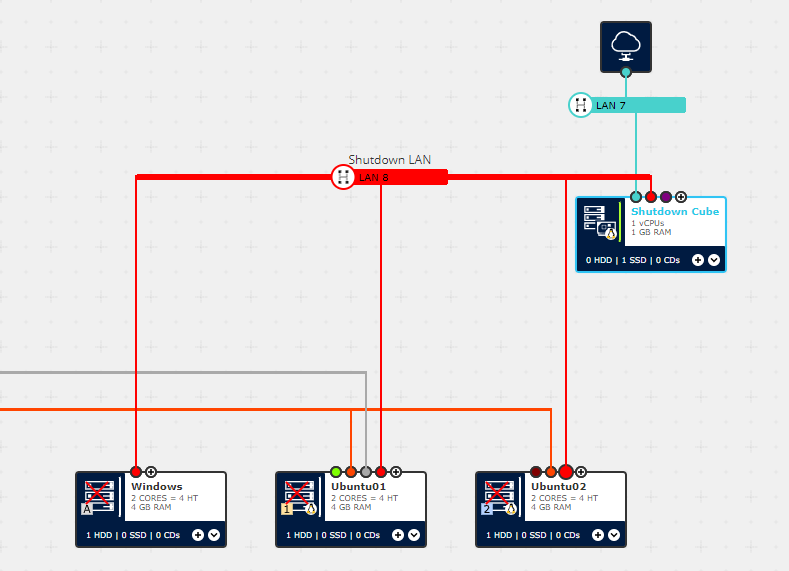 LAN 7
Shutdown LAN
LAN 8
Shutdown Cube
1 vCPUs
1 GB RAM
0 HDD | 1 SSD | 0 CDs
Windows
2 CORES = 4 HT
4 GB RAM
A
1 HDD | 0 SSD | 0 CDs
Ubuntu01
2 CORES = 4 HT
4 GB RAM
1
1 HDD | 0 SSD | 0 CDs
Ubuntu02
2 CORES = 4 HT
4 GB RAM
2
1 HDD | 0 SSD | 0 CDs